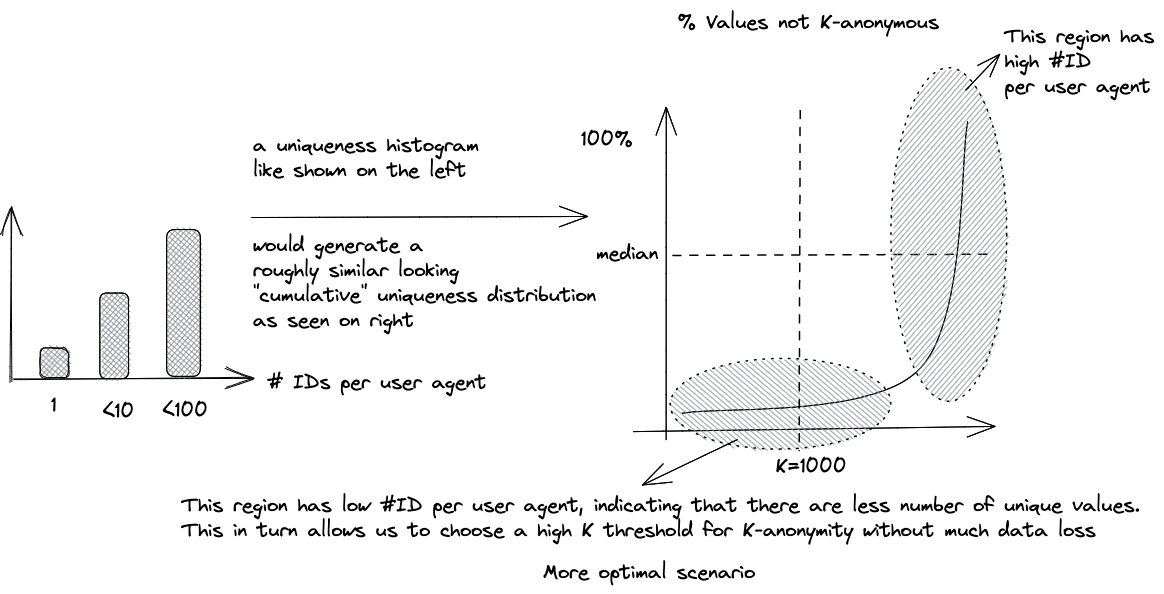 % Values not K-anonymous
This region has
high #ID
per user agent
100%
a uniqueness histogram
like shown on the left
would generate a
roughly similar looking
"cumulative" uniqueness distribution
as seen on right
median
# IDs per user agent
1
<10
<100
K=1000
This region has low #ID per user agent, indicating that there are less number of unique values.
This in turn allows us to choose a high K threshold for K-anonymity without much data loss
More optimal scenario